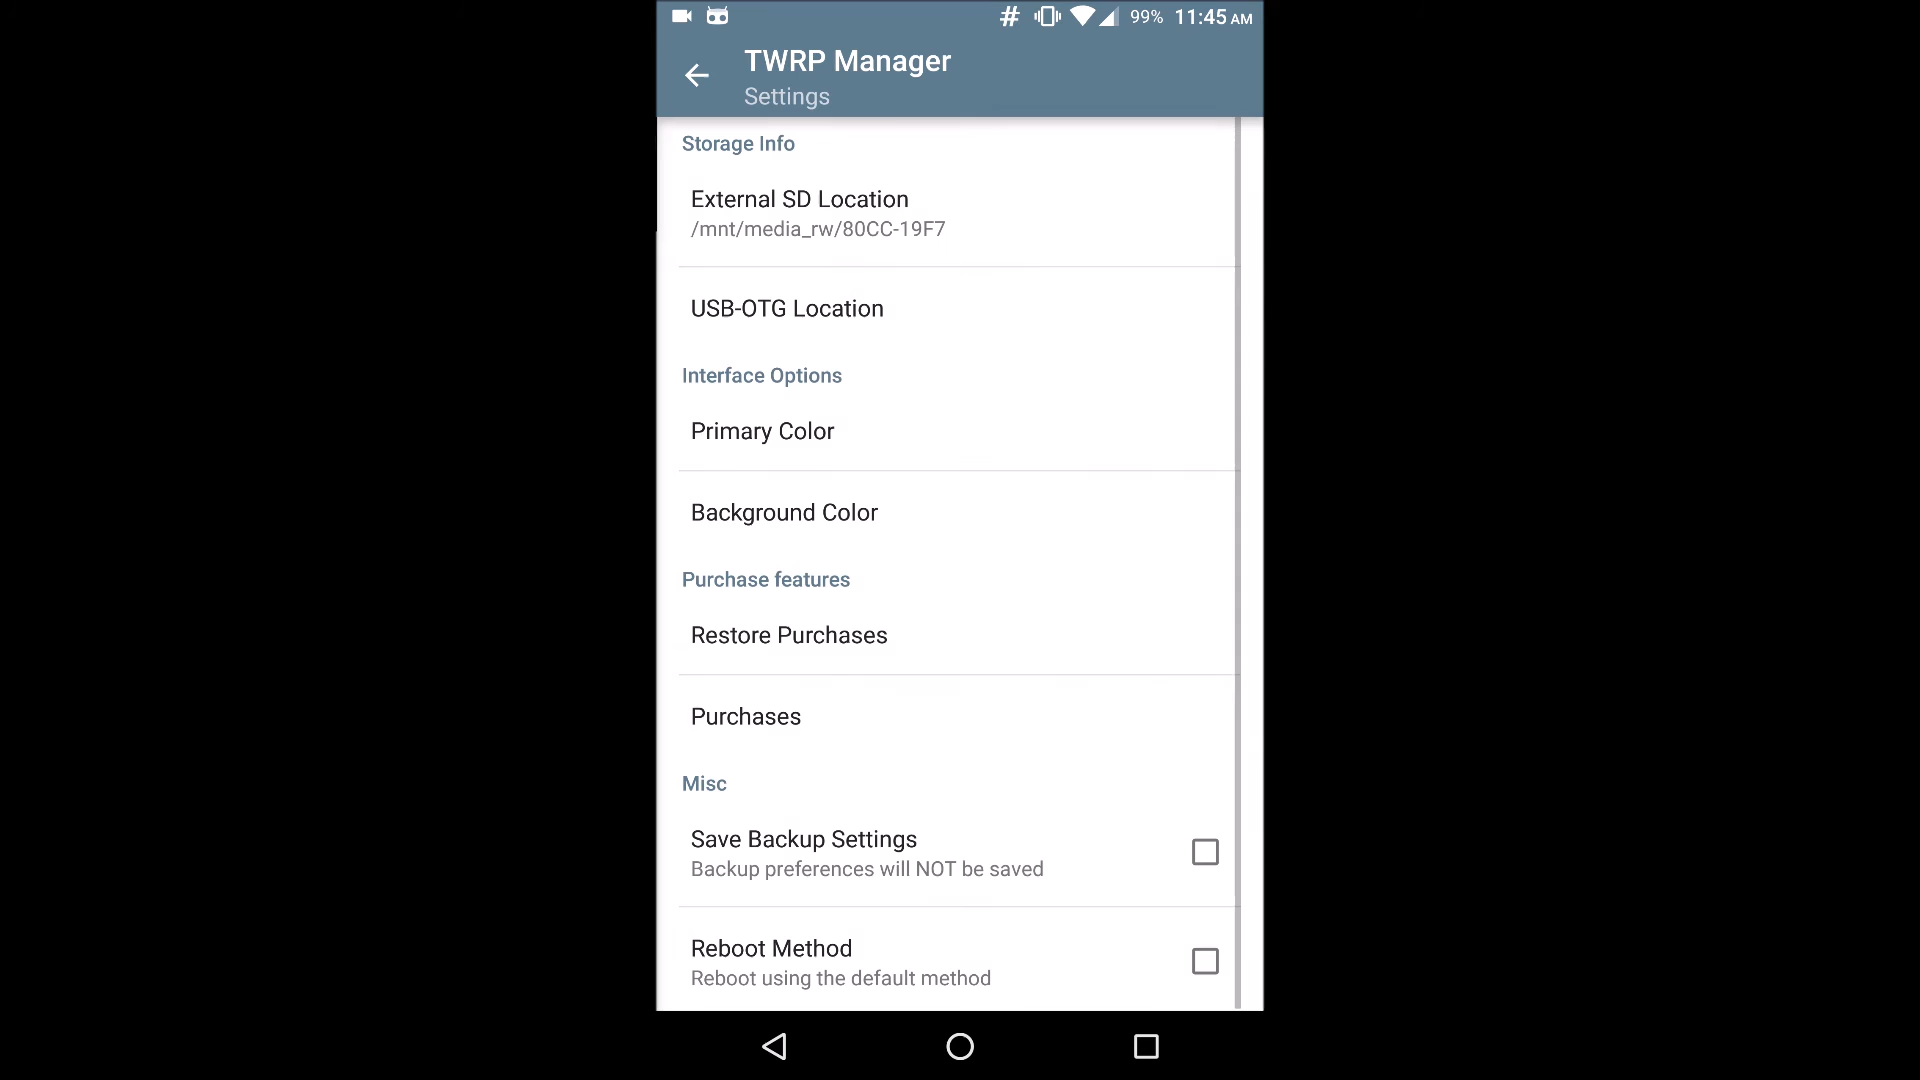 # 99% 11:45 AM
TWRP Manager
Settings
Storage Info
External SD Location
/mnt/media_rw/80CC-19F7
USB-OTG Location
Interface Options
Primary Color
Background Color
Purchase features
Restore Purchases
Purchases
Misc
Save Backup Settings
Backup preferences will NOT be saved
Reboot Method
Reboot using the default method